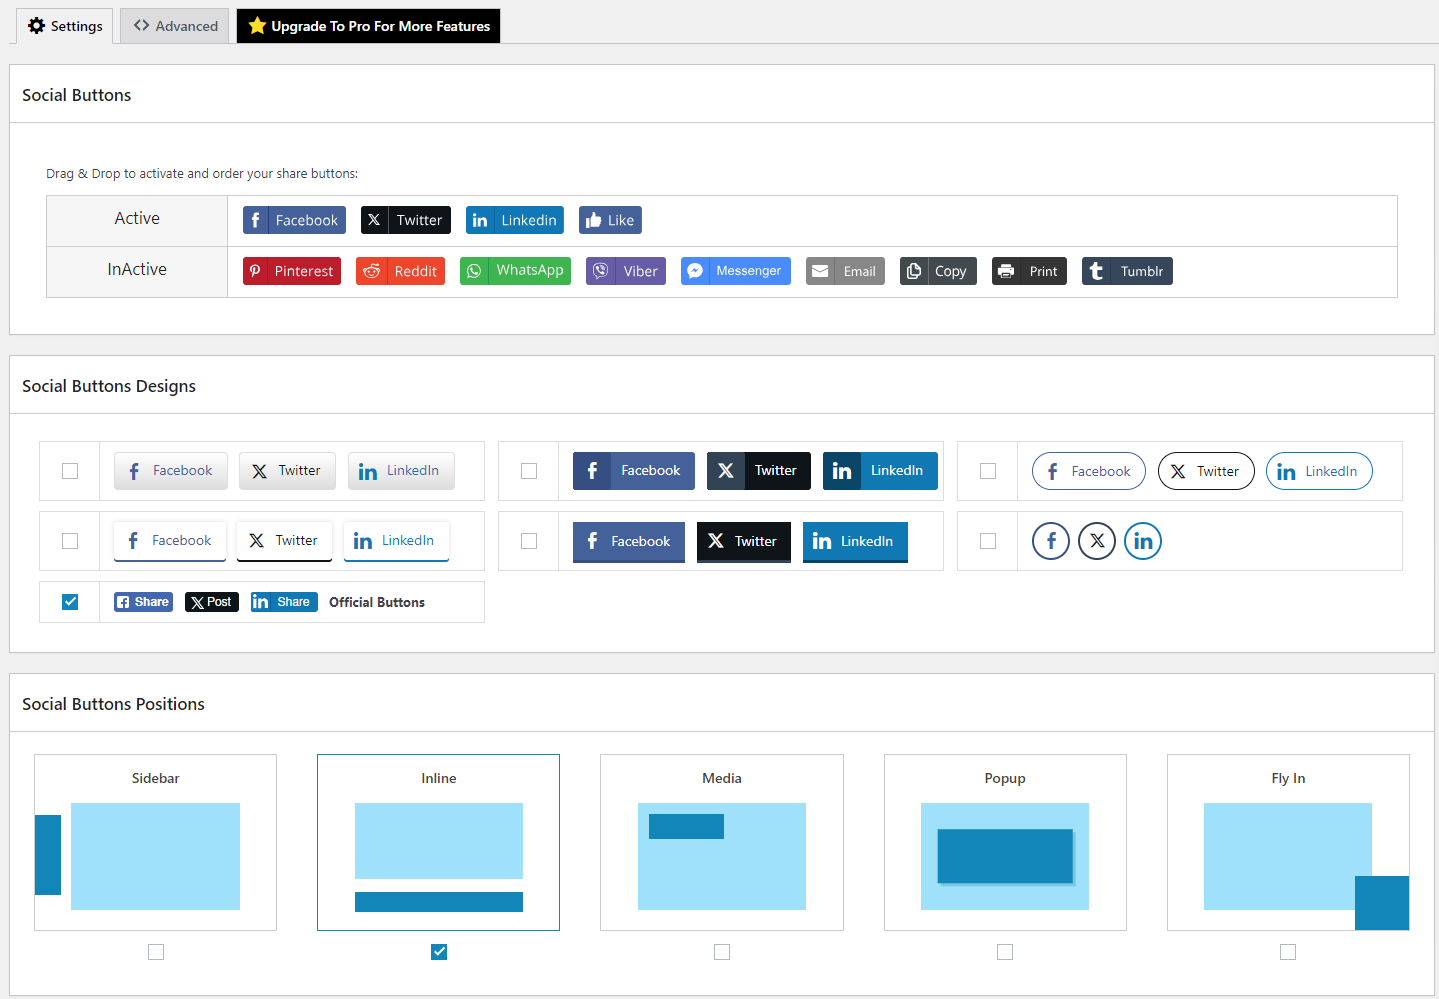 Settings Advanced Upgrade To Pro For More Features
Social Buttons
Drag & Drop to activate and order your share buttons:
Active Facebook Twitter Linkedin Like
InActive Pinterest Reddit WhatsApp Viber Messenger Email Copy Print Tumblr
Social Buttons Designs
Facebook Twitter LinkedIn Facebook Twitter LinkedIn Facebook Twitter LinkedIn
Facebook Twitter LinkedIn Facebook Twitter LinkedIn
Share Post Share Official Buttons
Social Buttons Positions
Sidebar Inline Media Popup Fly In